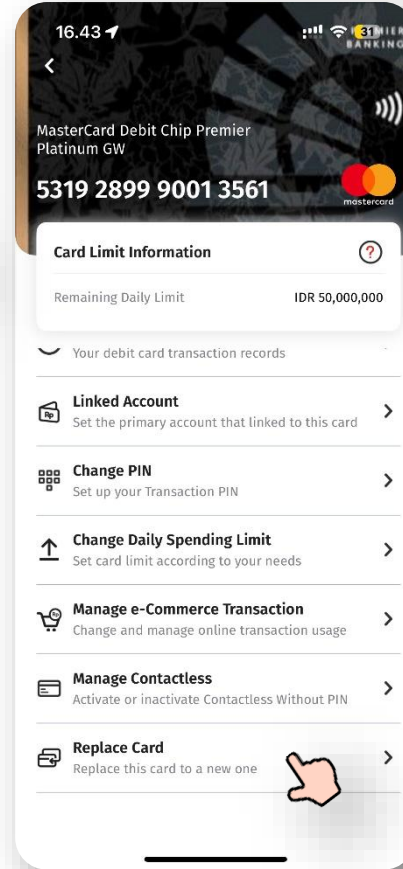 16.43
31
PREMIER
BANKING
MasterCard Debit Chip Premier
Platinum GW
5319 2899 9001 3561
mastercard
Card Limit Information
?
Remaining Daily Limit IDR 50,000,000
Your debit card transaction records
Linked Account
Rp
Set the primary account that linked to this card
Change PIN
Set up your Transaction PIN
Change Daily Spending Limit
Set card limit according to your needs
Manage e-Commerce Transaction
Change and manage online transaction usage
Manage Contactless
Activate or inactivate Contactless Without PIN
Replace Card
Replace this card to a new one